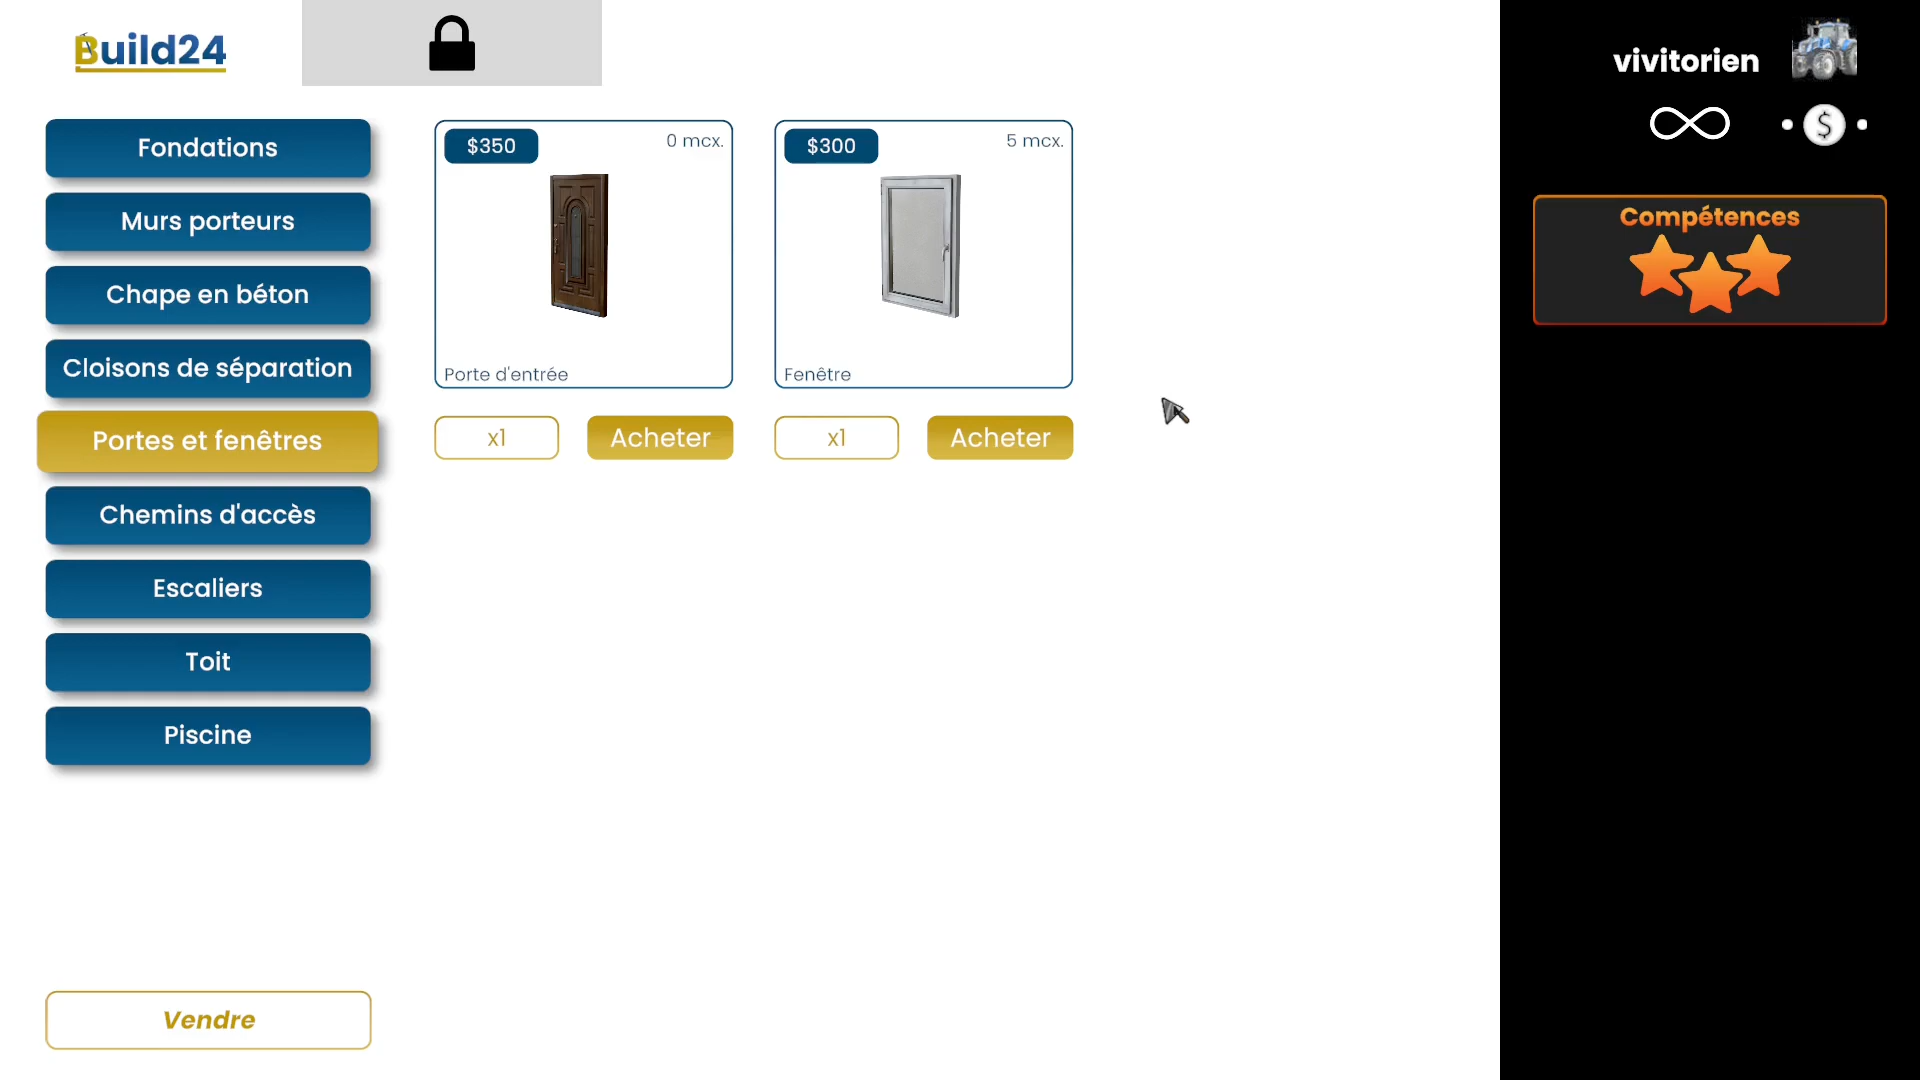 Build24
vivitorien
$
Fondations
Murs porteurs
Chape en béton
Cloisons de séparation
Portes et fenêtres
Chemins d'accès
Escaliers
Toit
Piscine
Vendre
$350
0 mcx.
Porte d'entrée
x1
Acheter
$300
5 mcx.
Fenêtre
x1
Acheter
Compétences